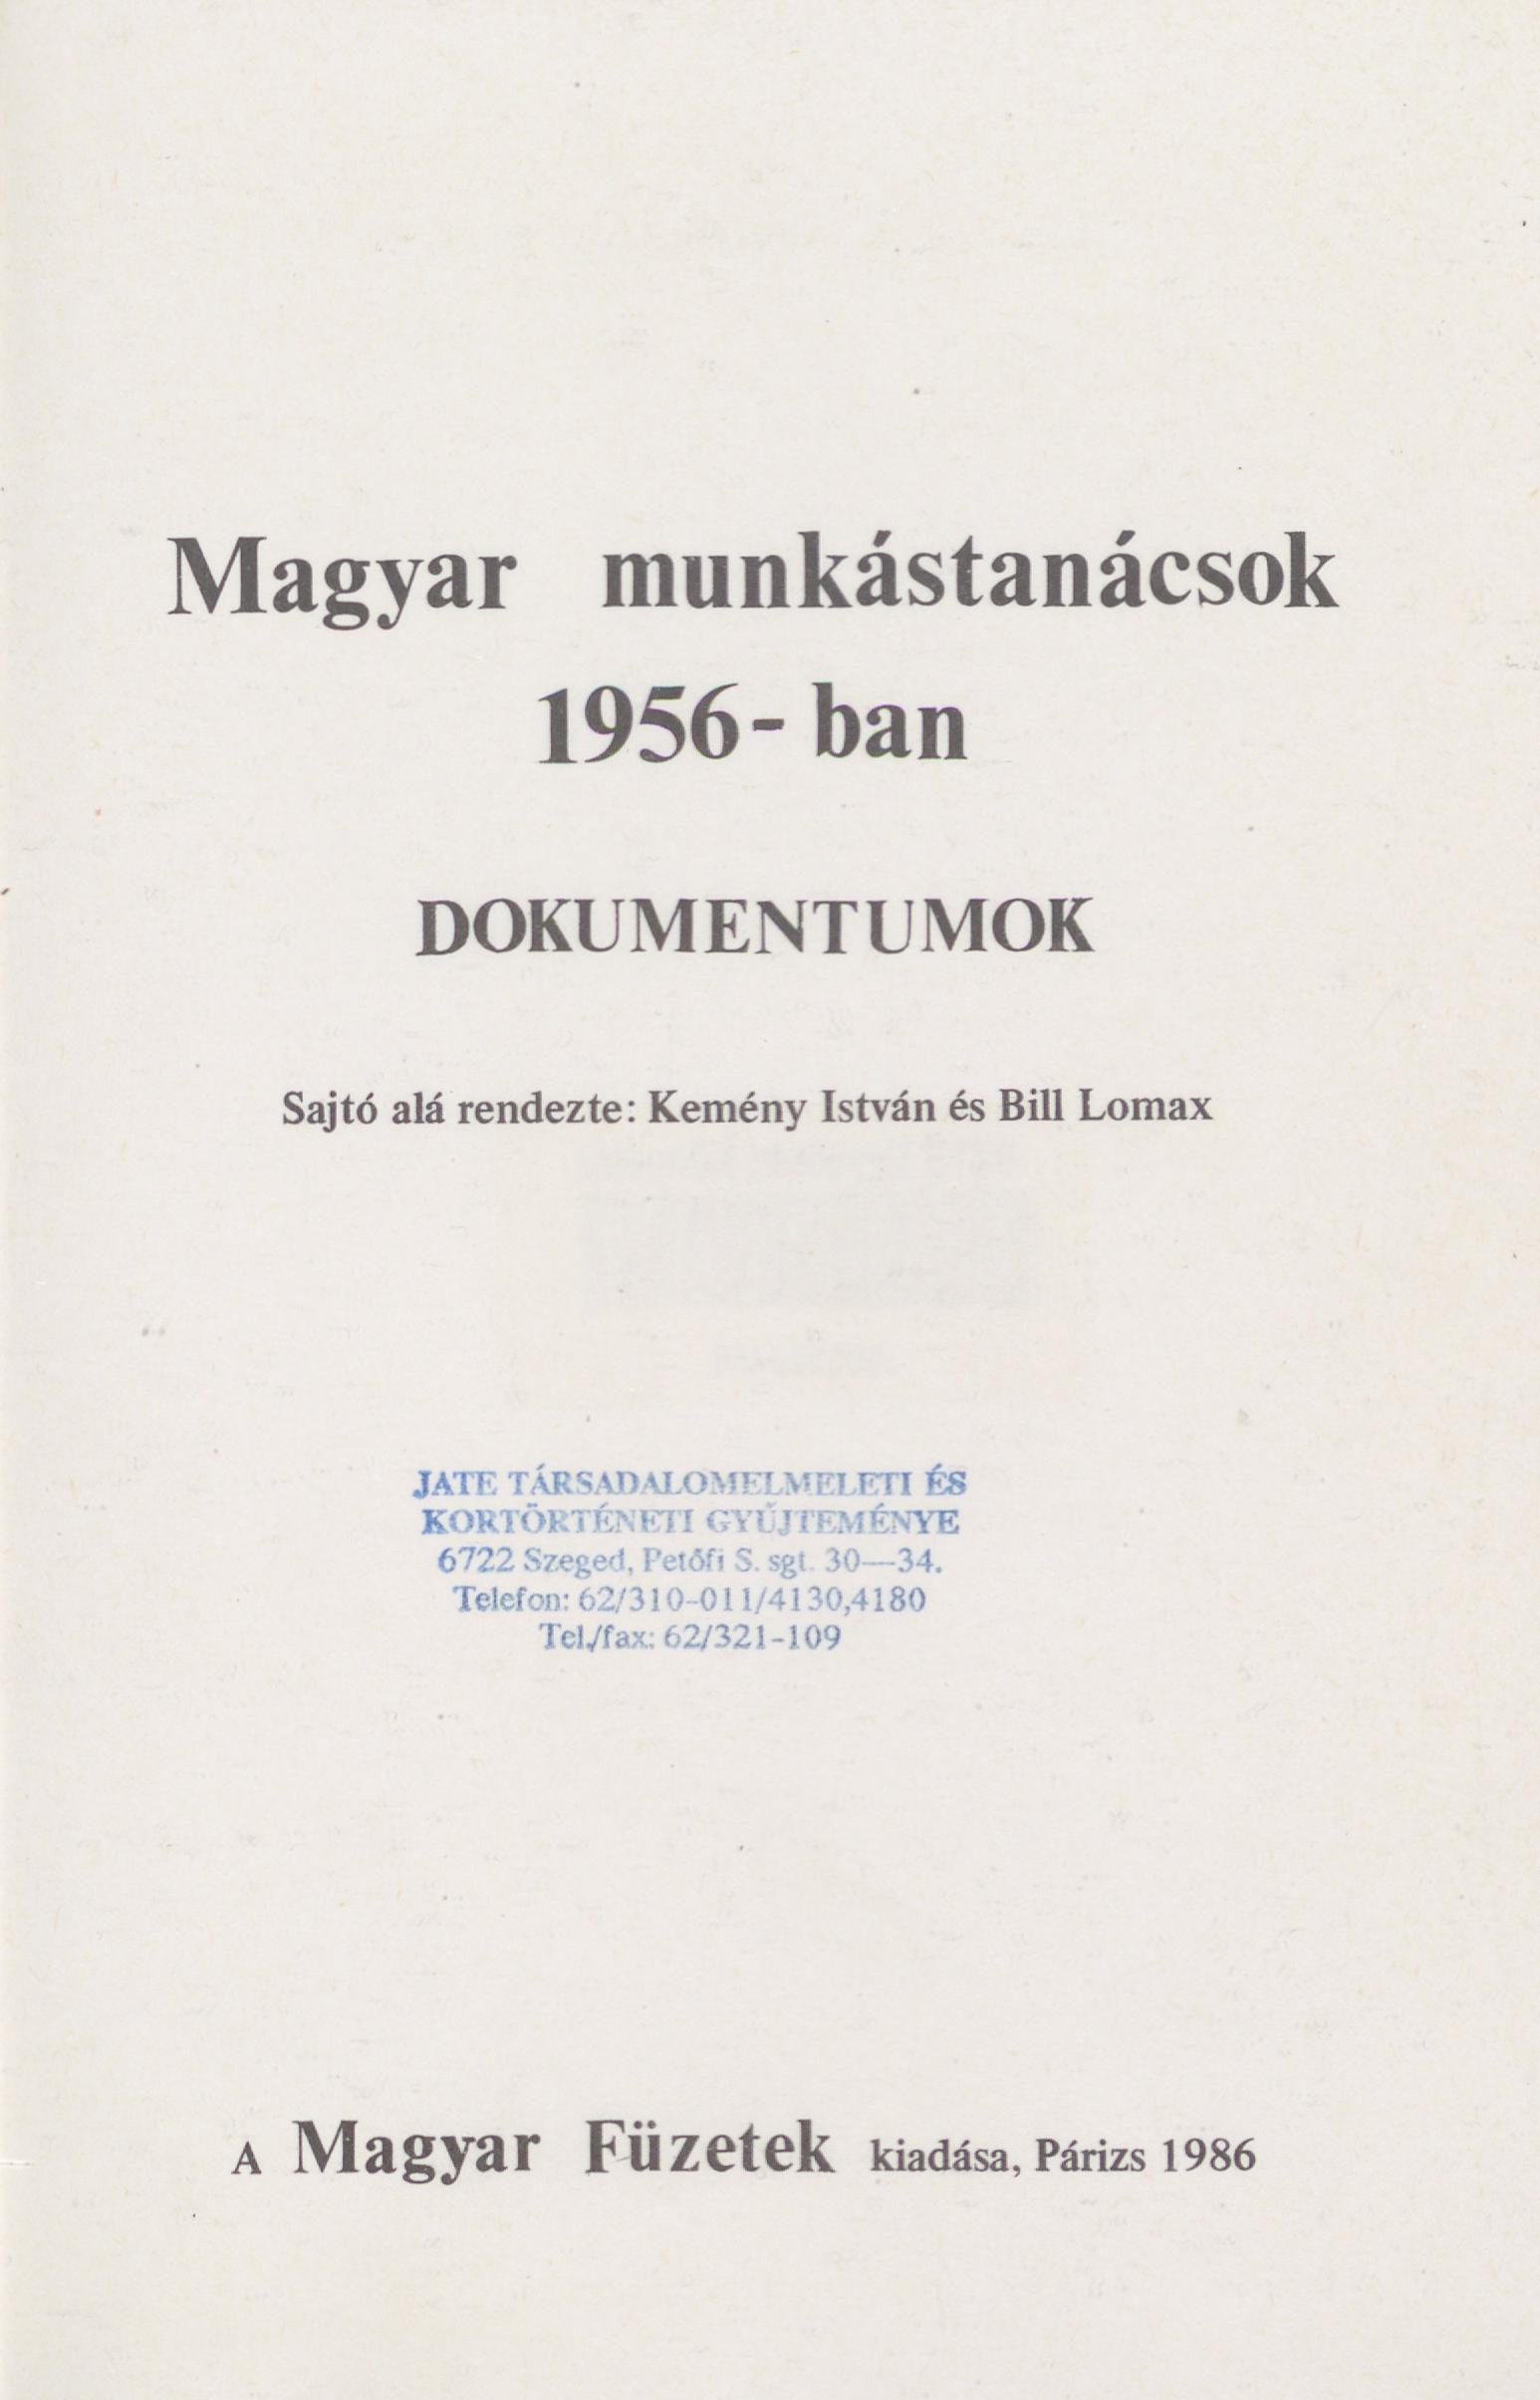 Magyar munkástanácsok
1956- ban
DOKUMENTUMOK
Sajtó alá rendezte: Kemény István és Bill Lomax
JATE TÁRSADALOMELMELETI ÉS
KORTÖRTÉNETI GYŰJTEMÉNYE
6722 Szeged, Petőfi S. sgt. 30—34.
Telefon: 62/310-011/4130,4180
Tel./fax: 62/321-109
A Magyar Füzetek kiadása, Párizs 1986